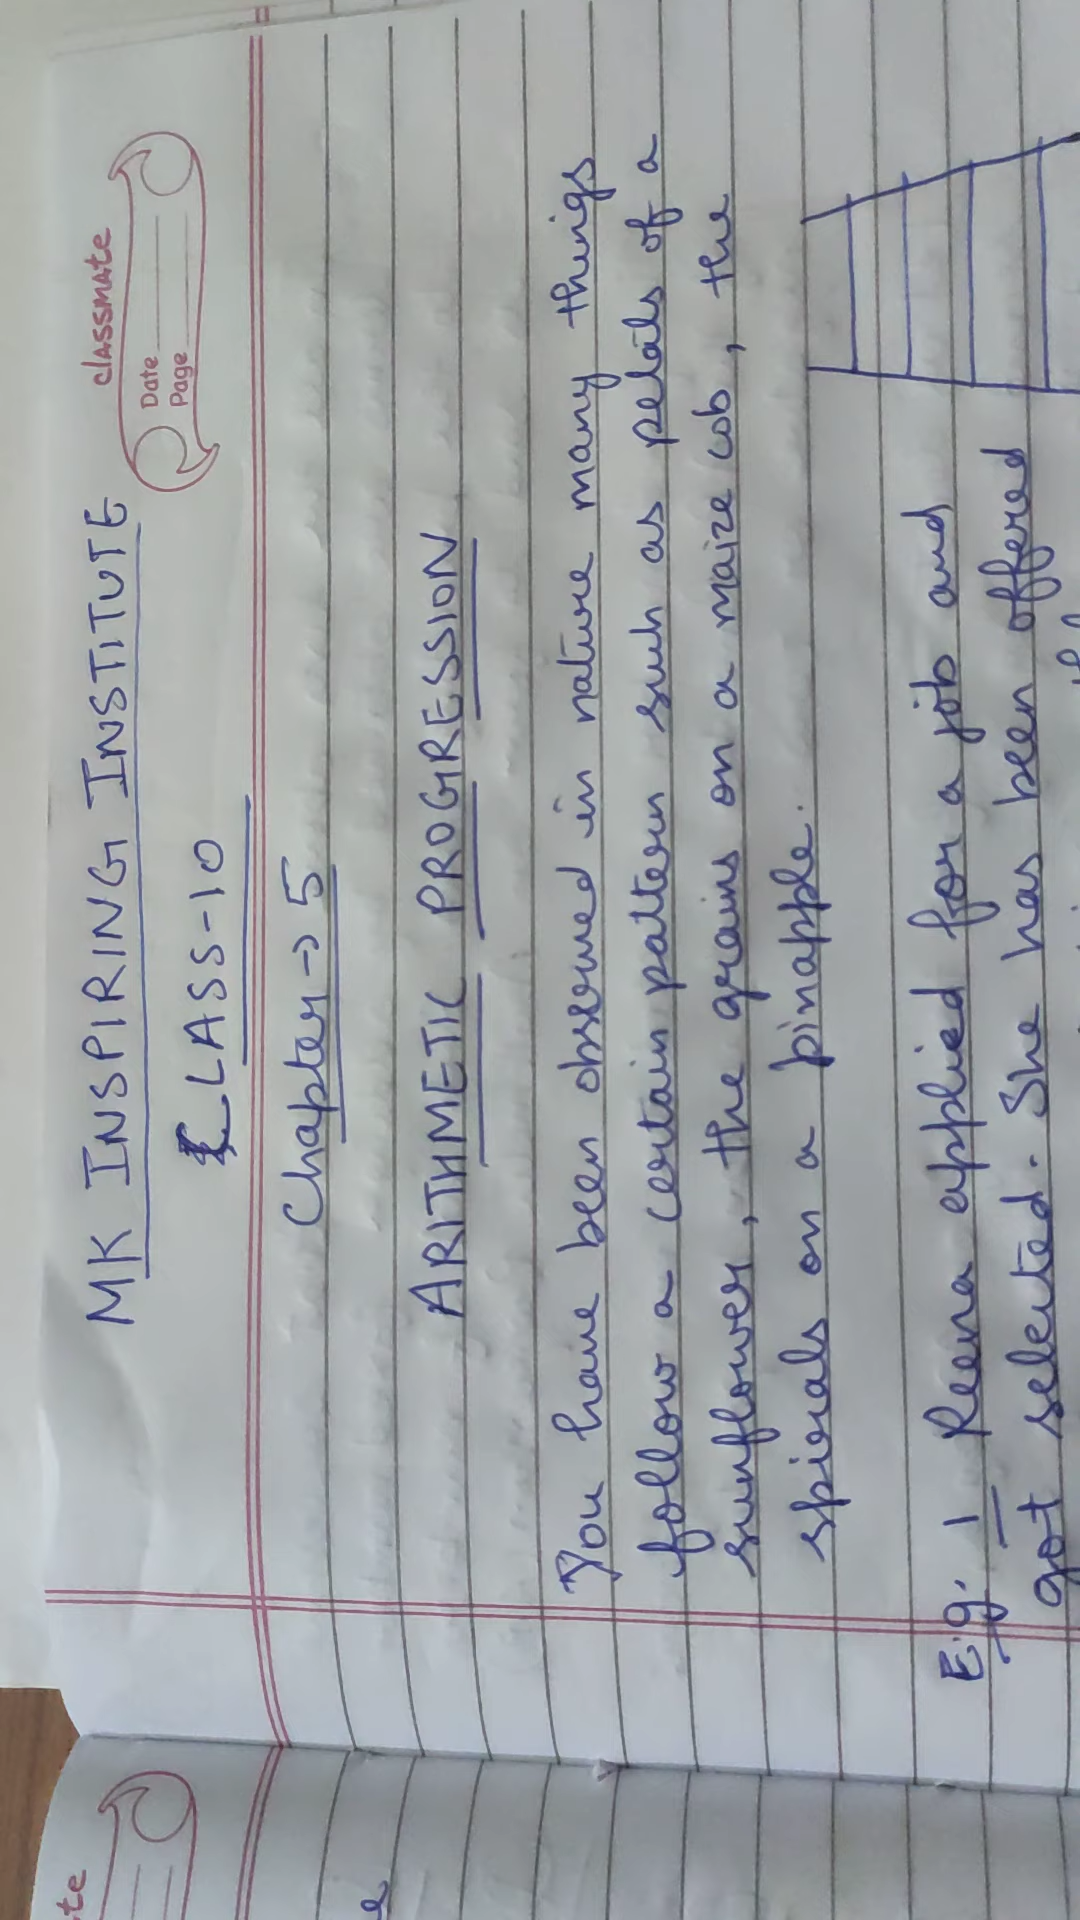 MK INSPIRING INSTITUTE
classmate
Date
Page
CLASS-10
Chapter → 5
ARITHMETIC PROGRESSION
You have been observed in nature many things
follow a certain pattern such as petals of a
sunflower, the grains on a maize cob, the
spirals on a pinapple.
E.g. 1 Reena applied for a job and
got selected. She has been offered
te